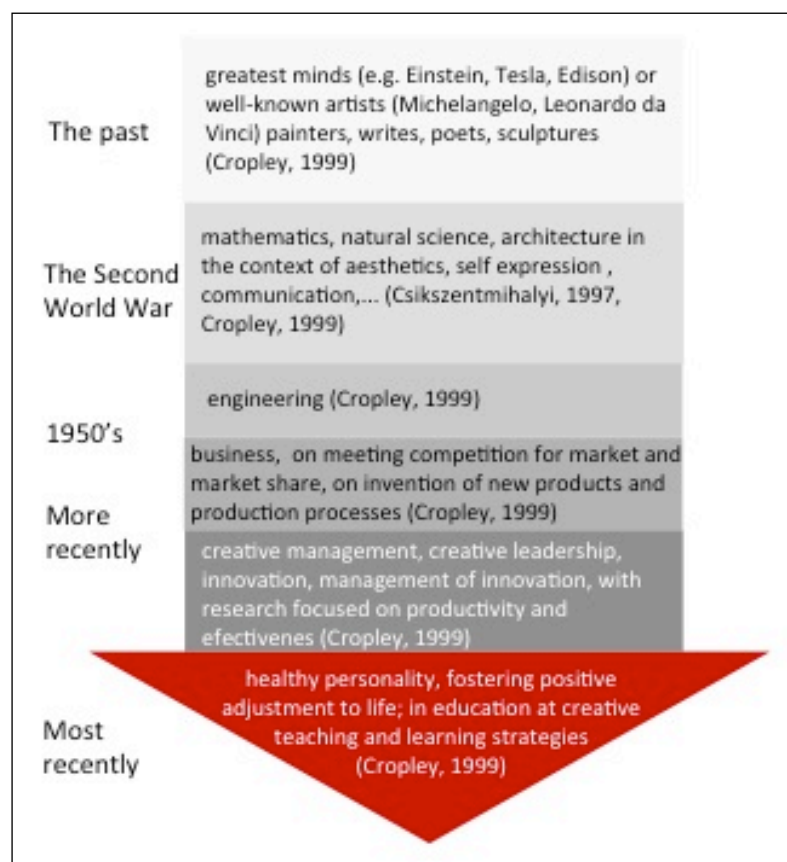 The past
greatest minds (e.g. Einstein, Tesla, Edison) or
well-known artists (Michelangelo, Leonardo da
Vinci) painters, writes, poets, sculptures
(Cropley, 1999)
The Second
World War
mathematics, natural science, architecture in
the context of aesthetics, self expression ,
communication,... (Csikszentmihalyi, 1997,
Cropley, 1999)
1950's
engineering (Cropley, 1999)
More
recently
business, on meeting competition for market and
market share, on invention of new products and
production processes (Cropley, 1999)
creative management, creative leadership,
innovation, management of innovation, with
research focused on productivity and
efectivenes (Cropley, 1999)
Most
recently
healthy personality, fostering positive
adjustment to life; in education at creative
teaching and learning strategies
(Cropley, 1999)